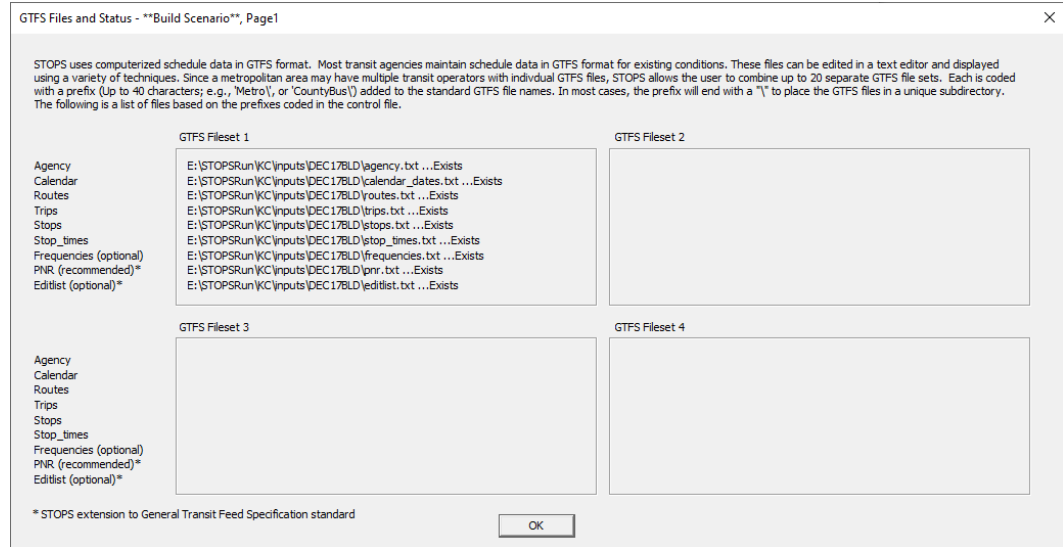 GTFS Files and Status - **Build Scenario**, Page1
STOPS uses computerized schedule data in GTFS format.  Most transit agencies maintain schedule data in GTFS format for existing conditions. These files can be edited in a text editor and displayed
using a variety of techniques. Since a metropolitan area may have multiple transit operators with indivdual GTFS files, STOPS allows the user to combine up to 20 separate GTFS file sets.  Each is coded
with a prefix (Up to 40 characters; e.g., 'Metro\', or 'CountyBus\') added to the standard GTFS file names. In most cases, the prefix will end with a "\" to place the GTFS files in a unique subdirectory.
The following is a list of files based on the prefixes coded in the control file.
GTFS Fileset 1
GTFS Fileset 2
Agency E:\STOPSRun\KC\inputs\DEC17BLD\agency.txt ...Exists
Calendar E:\STOPSRun\KC\inputs\DEC17BLD\calendar_dates.txt ...Exists
Routes E:\STOPSRun\KC\inputs\DEC17BLD\routes.txt ...Exists
Trips E:\STOPSRun\KC\inputs\DEC17BLD\trips.txt ...Exists
Stops E:\STOPSRun\KC\inputs\DEC17BLD\stops.txt ...Exists
Stop_times E:\STOPSRun\KC\inputs\DEC17BLD\stop_times.txt ...Exists
Frequencies (optional) E:\STOPSRun\KC\inputs\DEC17BLD\frequencies.txt ...Exists
PNR (recommended)* E:\STOPSRun\KC\inputs\DEC17BLD\pnr.txt ...Exists
Editlist (optional)* E:\STOPSRun\KC\inputs\DEC17BLD\editlist.txt ...Exists
GTFS Fileset 3
GTFS Fileset 4
Agency
Calendar
Routes
Trips
Stops
Stop_times
Frequencies (optional)
PNR (recommended)*
Editlist (optional)*
* STOPS extension to General Transit Feed Specification standard
OK